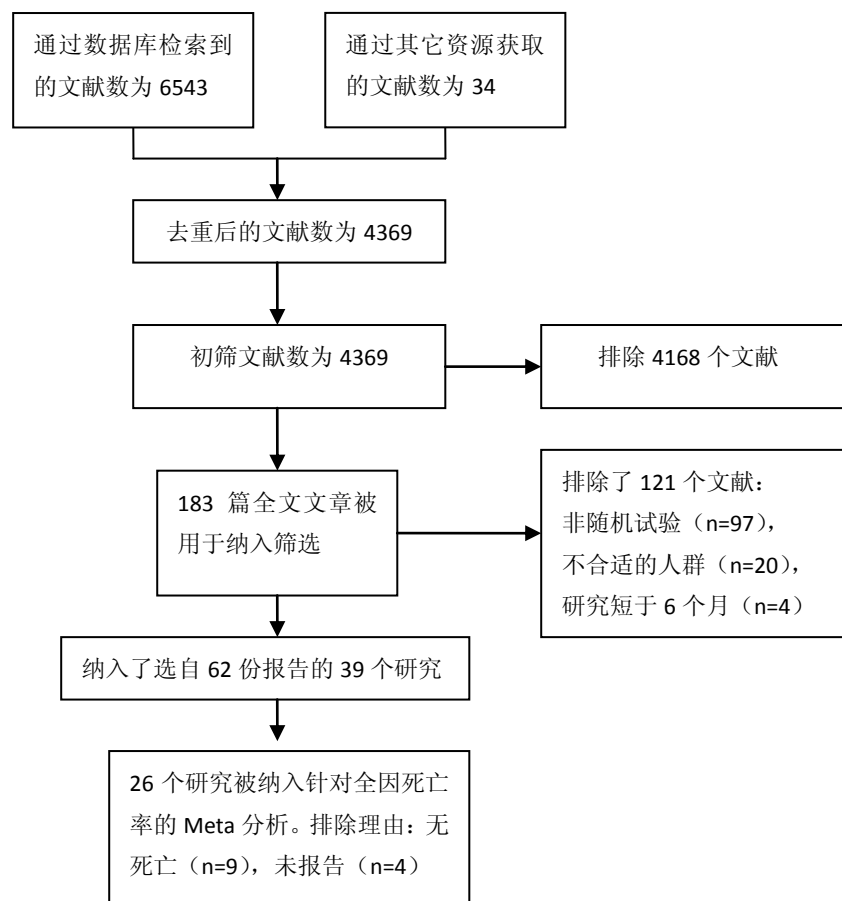 通过数据库检索到
的文献数为 6543
通过其它资源获取
的文献数为 34
去重后的文献数为 4369
初筛文献数为 4369
排除 4168 个文献
183 篇全文文章被
用于纳入筛选
排除了 121 个文献：
非随机试验（n=97），
不合适的人群（n=20），
研究短于 6 个月（n=4）
纳入了选自 62 份报告的 39 个研究
26 个研究被纳入针对全因死亡
率的 Meta 分析。排除理由：无
死亡（n=9），未报告（n=4）